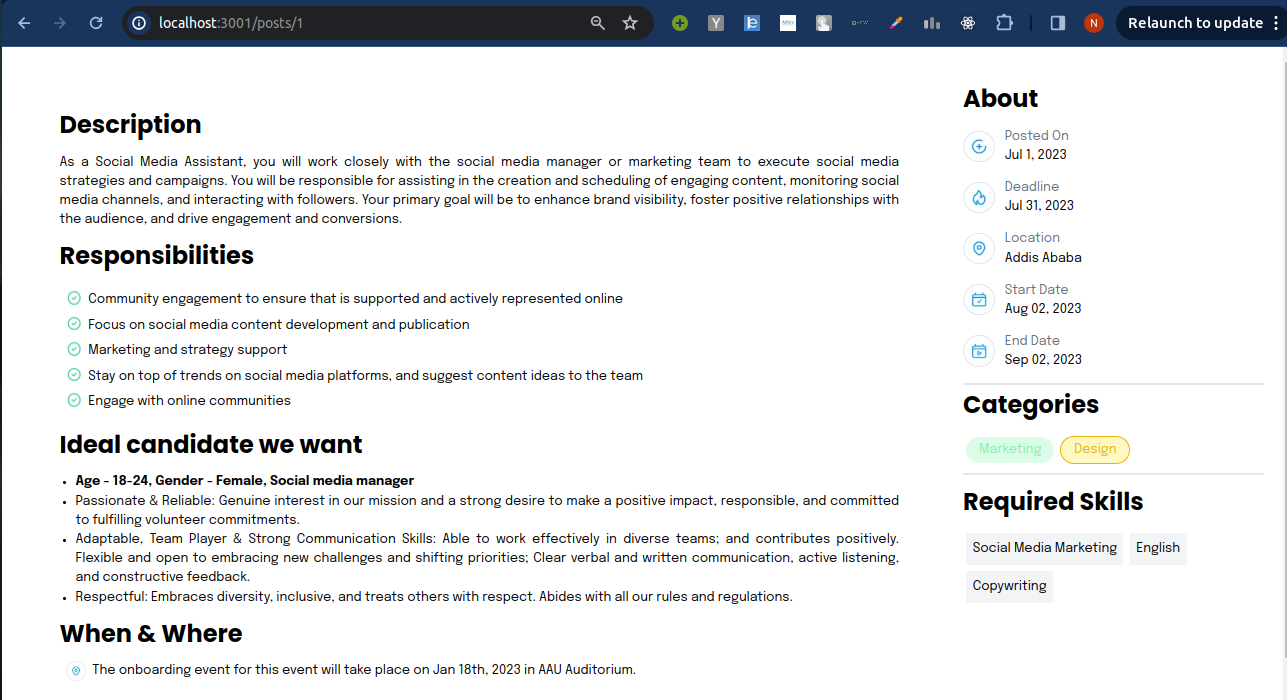 localhost:3001/posts/1
Y
N
Relaunch to update
Description
As a Social Media Assistant, you will work closely with the social media manager or marketing team to execute social media
strategies and campaigns. You will be responsible for assisting in the creation and scheduling of engaging content, monitoring social
media channels, and interacting with followers. Your primary goal will be to enhance brand visibility, foster positive relationships with
the audience, and drive engagement and conversions.
Responsibilities
Community engagement to ensure that is supported and actively represented online
Focus on social media content development and publication
Marketing and strategy support
Stay on top of trends on social media platforms, and suggest content ideas to the team
Engage with online communities
Ideal candidate we want
• Age - 18-24, Gender - Female, Social media manager
• Passionate & Reliable: Genuine interest in our mission and a strong desire to make a positive impact, responsible, and committed
to fulfilling volunteer commitments.
• Adaptable, Team Player & Strong Communication Skills: Able to work effectively in diverse teams; and contributes positively.
Flexible and open to embracing new challenges and shifting priorities; Clear verbal and written communication, active listening,
and constructive feedback.
• Respectful: Embraces diversity, inclusive, and treats others with respect. Abides with all our rules and regulations.
When & Where
The onboarding event for this event will take place on Jan 18th, 2023 in AAU Auditorium.
About
Posted On
Jul 1, 2023
Deadline
Jul 31, 2023
Location
Addis Ababa
Start Date
Aug 02, 2023
End Date
Sep 02, 2023
Categories
Marketing
Design
Required Skills
Social Media Marketing
English
Copywriting